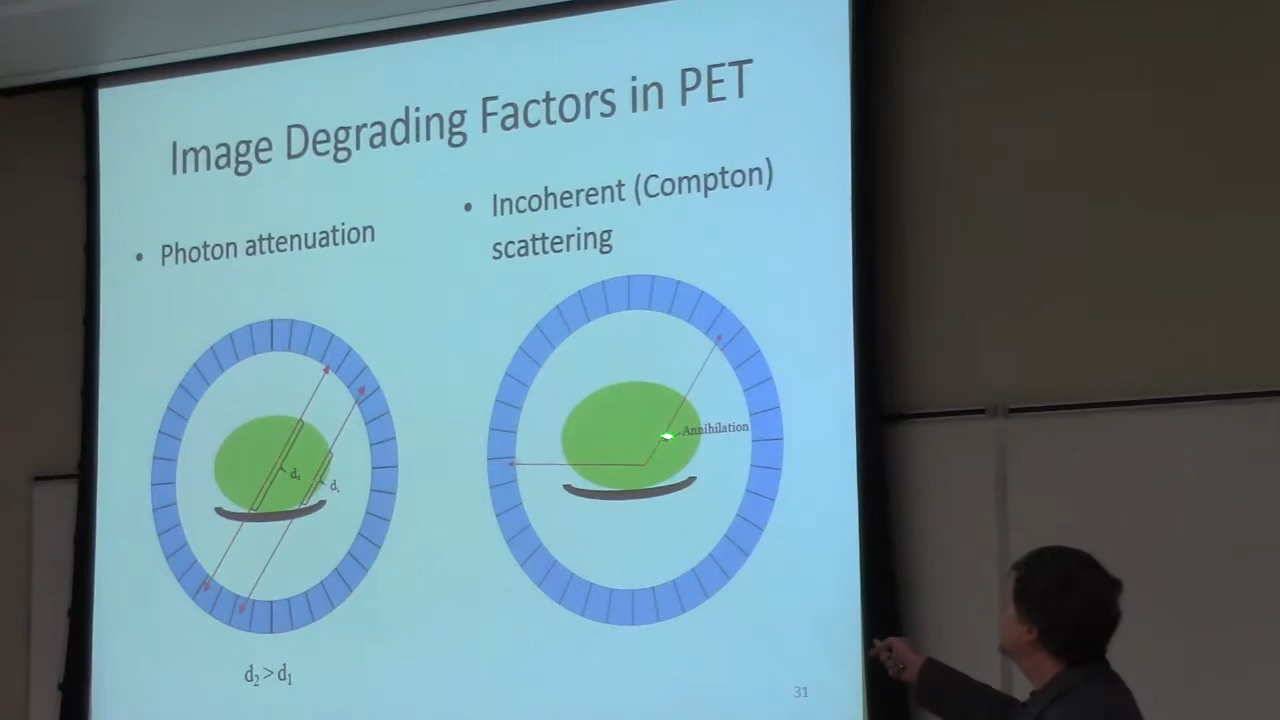 Image Degrading Factors in PET
• Photon attenuation
• Incoherent (Compton)
scattering
Annihilation
d₂ > d₁
31